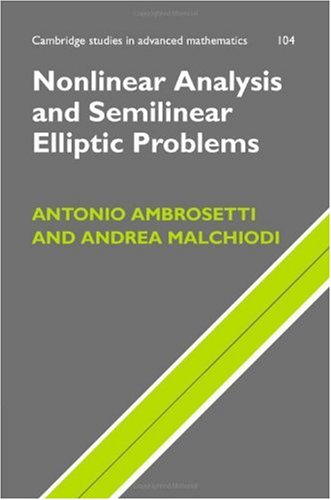 Cambridge studies in advanced mathematics 104
Nonlinear Analysis
and Semilinear
Elliptic Problems
ANTONIO AMBROSETTI
AND ANDREA MALCHIODI